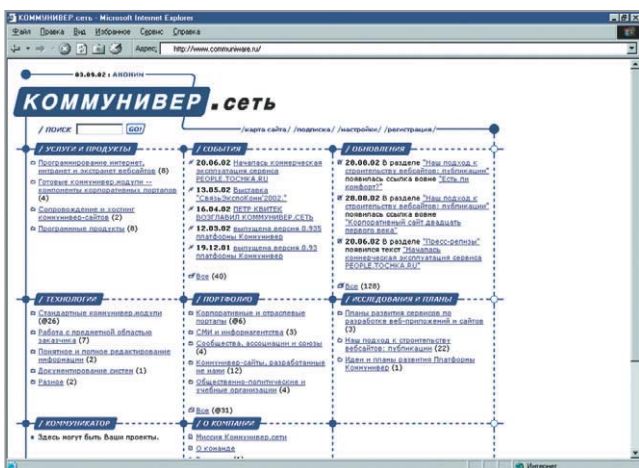 КОММУНИВЕР.сеть - Microsoft Internet Explorer
Файл Правка Вид Избранное Сервис Справка
Адрес: http://www.communiware.ru/
03.09.02 : АНОНИМ
КОММУНИВЕР.сеть
/ ПОИСК GO!
/карта сайта/ /подписка/ /настройки/ /регистрация/
/ УСЛУГИ И ПРОДУКТЫ
Программирование интернет,
интранет и экстранет вебсайтов (8)
Готовые коммунивер.модули --
компоненты корпоративных порталов
(4)
Сопровождение и хостинг
коммунивер-сайтов (2)
Программные продукты (8)
/ СОБЫТИЯ
20.06.02 Началась коммерческая
эксплуатация сервиса
PEOPLE.TOCHKA.RU
13.05.02 Выставка
"СвязьЭкспоКомм'2002."
16.04.02 ПЕТР КВИТЕК
ВОЗГЛАВИЛ КОММУНИВЕР.СЕТЬ
12.03.02 выпущена версия 0.935
платформы Коммунивер
19.12.01 выпущена версия 0.93
платформы Коммунивер
Все (40)
/ ОБНОВЛЕНИЯ
28.08.02 В разделе "Наш подход к
строительству вебсайтов: публикации"
появилась ссылка вовне "Есть ли
комфорт?"
28.08.02 В разделе "Наш подход к
строительству вебсайтов: публикации"
появилась ссылка вовне
"Корпоративный сайт двадцать
первого века"
20.06.02 В разделе "Пресс-релизы"
появился текст "Началась
коммерческая эксплуатация сервиса
PEOPLE.TOCHKA.RU"
Все (128)
/ ТЕХНОЛОГИИ
Стандартные коммунивер.модули
(@26)
Работа с предметной областью
заказчика (7)
Понятное и полное редактирование
информации (2)
Документирование систем (1)
Разное (2)
/ ПОРТФОЛИО
Корпоративные и отраслевые
порталы (@6)
СМИ и информагентства (3)
Сообщества, ассоциации и союзы
(4)
Коммунивер-сайты, разработанные
не нами (12)
Общественно-политические и
учебные организации (4)
Все (@31)
/ ИССЛЕДОВАНИЯ И ПЛАНЫ
Планы развития сервисов по
разработке веб-приложений и сайтов
(3)
Наш подход к строительству
вебсайтов: публикации (22)
Идеи и планы развития Платформы
Коммунивер (1)
/ КОММУНИКАТОР
Здесь могут быть Ваши проекты.
/ О КОМПАНИИ
Миссия Коммунивер.сети
О команде
Интернет